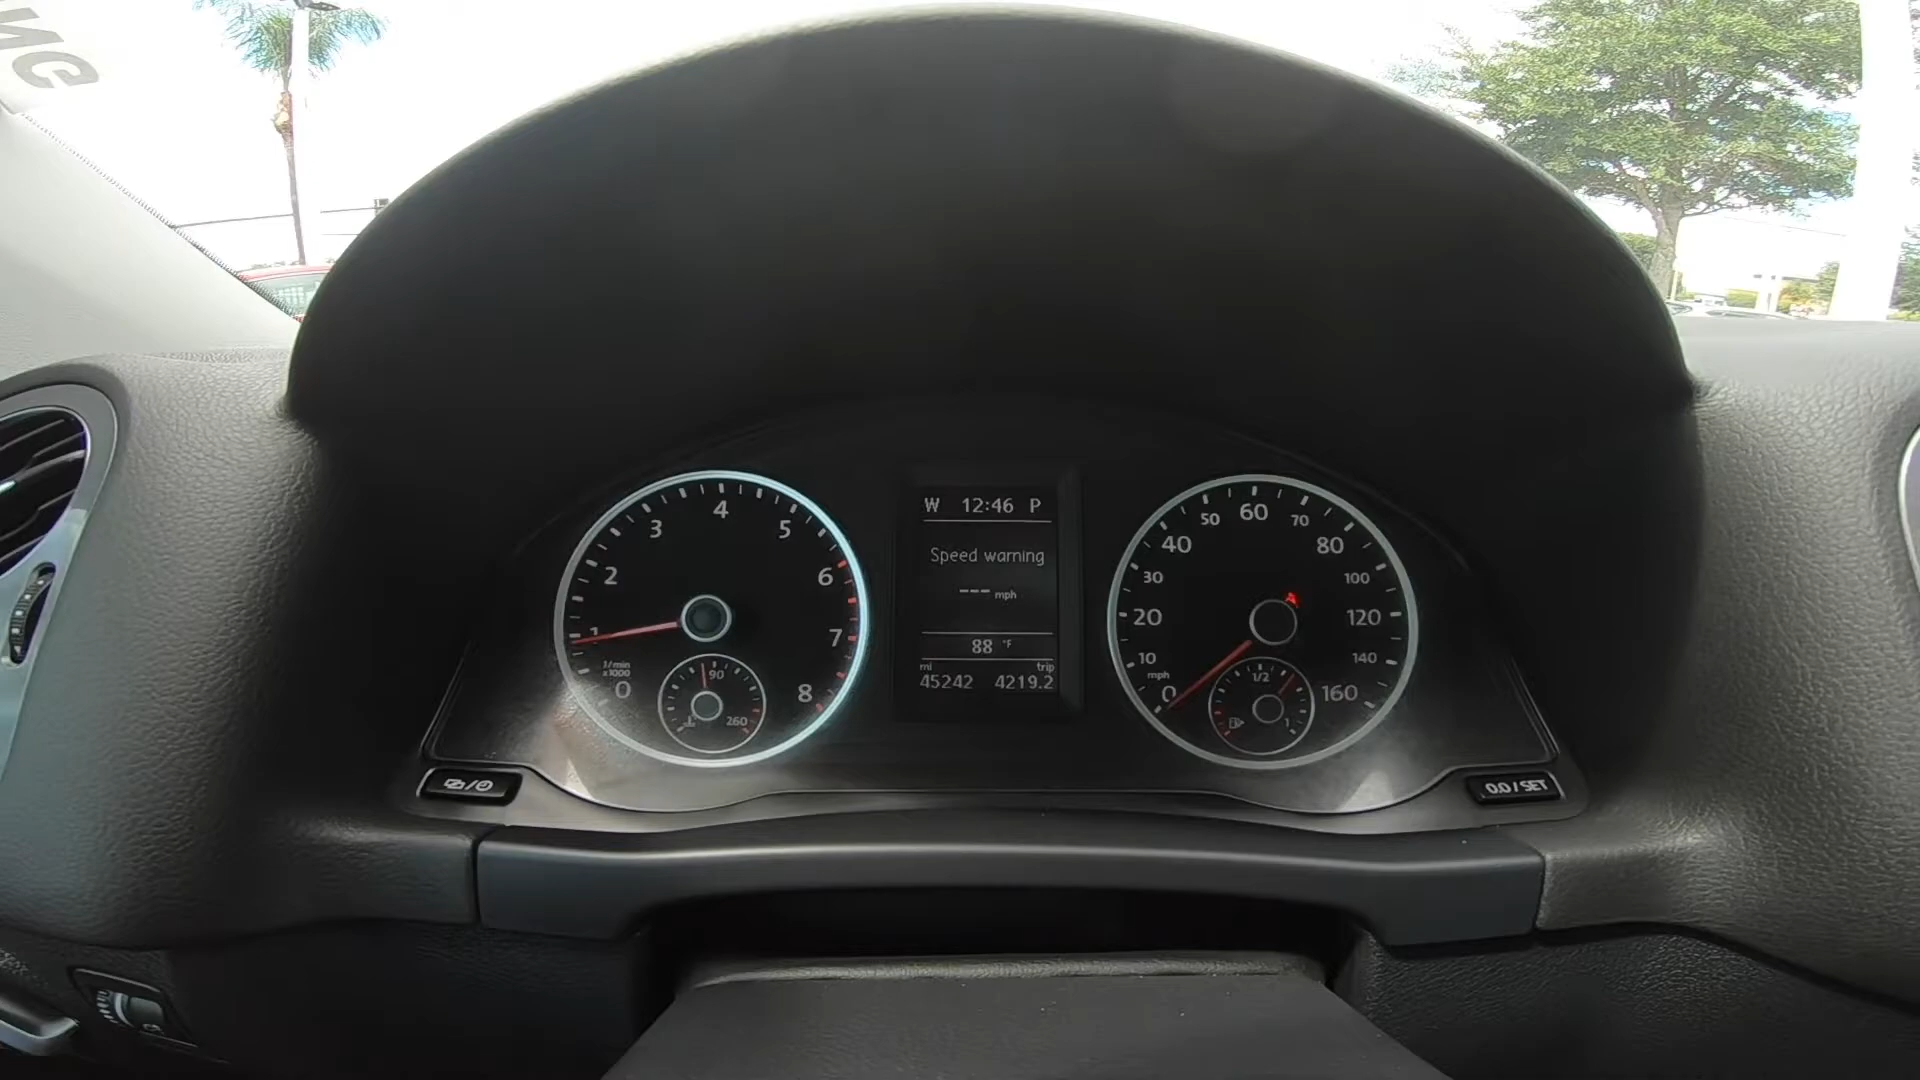 W 12:46 P
Speed warning
--- mph
88 °F
mi trip
45242 4219.2
0 1 2 3 4 5 6 7 8
1/min
x1000
90 260
0 10 20 30 40 50 60 70 80 100 120 140 160
mph
1/2 1
0.0 / SET